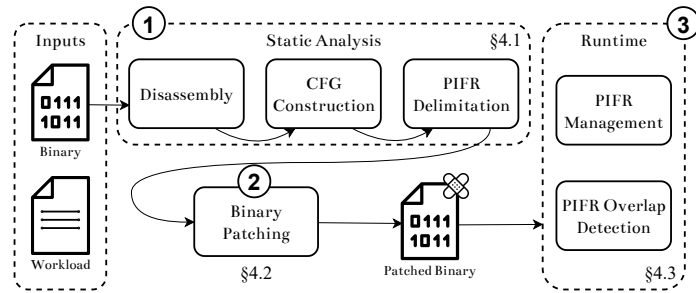 Inputs
0111
1011
Binary
Workload
1
Static Analysis
§4.1
Disassembly
CFG
Construction
PIFR
Delimitation
2
Binary
Patching
§4.2
0111
1011
Patched Binary
3
Runtime
PIFR
Management
PIFR Overlap
Detection
§4.3